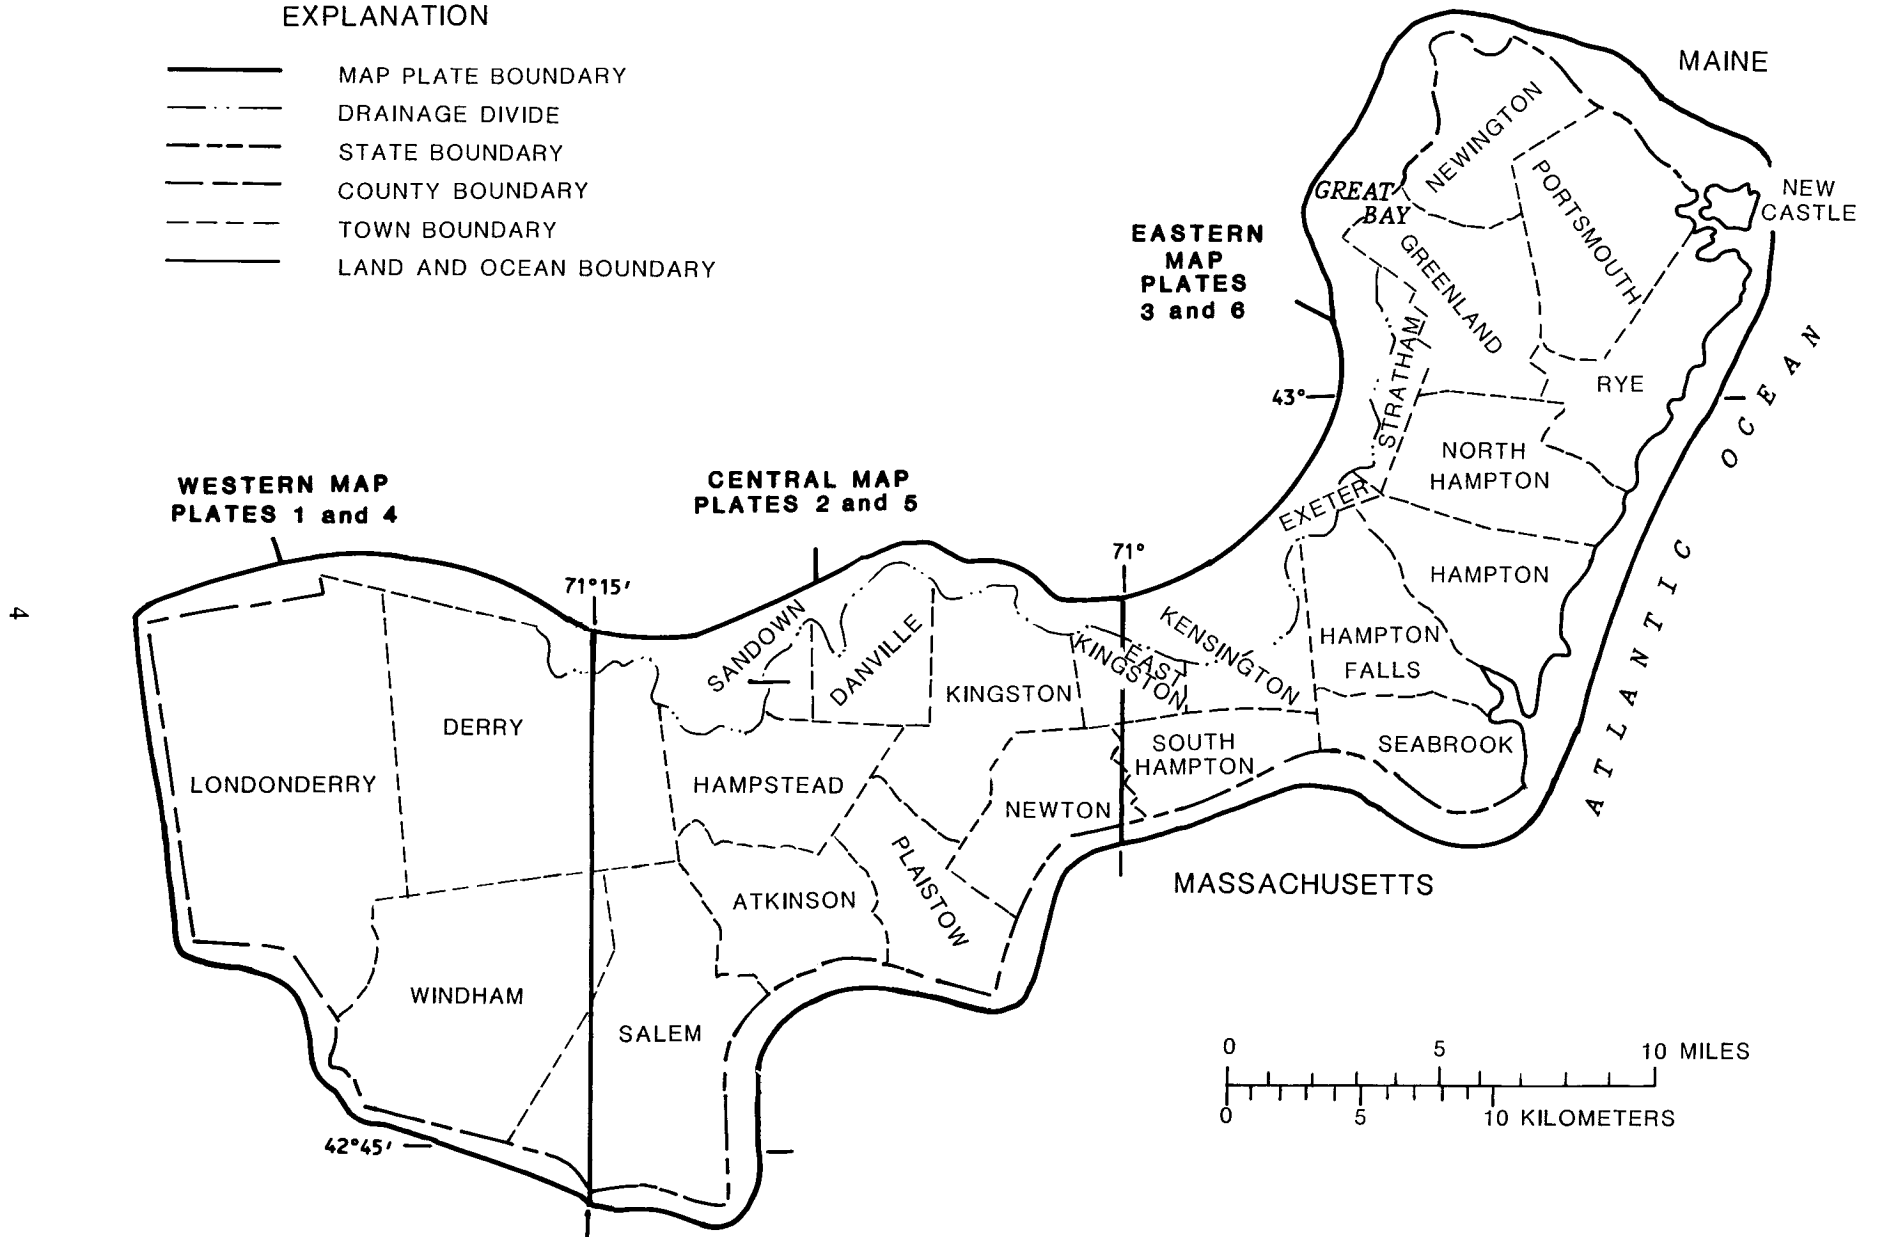 EXPLANATION
MAP PLATE BOUNDARY
DRAINAGE DIVIDE
STATE BOUNDARY
COUNTY BOUNDARY
TOWN BOUNDARY
LAND AND OCEAN BOUNDARY
MAINE
NEWINGTON
PORTSMOUTH
NEW
CASTLE
GREAT
BAY
EASTERN
MAP
PLATES
3 and 6
GREENLAND
STRATHAM
43°
RYE
NORTH
HAMPTON
ATLANTIC OCEAN
WESTERN MAP
PLATES 1 and 4
CENTRAL MAP
PLATES 2 and 5
EXETER
71°
71°15'
HAMPTON
4
SANDOWN
DANVILLE
KINGSTON
EAST
KINGSTON
KENSINGTON
HAMPTON
FALLS
DERRY
LONDONDERRY
HAMPSTEAD
SOUTH
HAMPTON
SEABROOK
NEWTON
PLAISTOW
ATKINSON
MASSACHUSETTS
WINDHAM
SALEM
42°45'
0 5 10 MILES
0 5 10 KILOMETERS